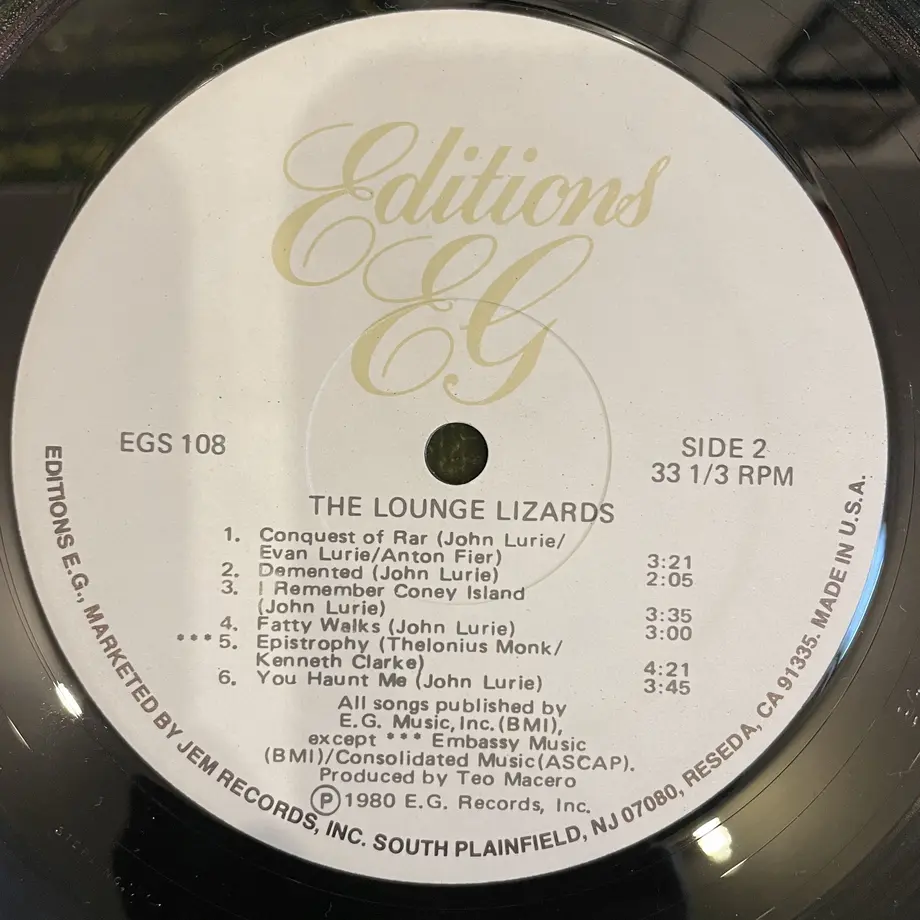 Editions
EG
EGS 108
SIDE 2
33 1/3 RPM
THE LOUNGE LIZARDS
1. Conquest of Rar (John Lurie/
Evan Lurie/Anton Fier) 3:21
2. Demented (John Lurie) 2:05
3. I Remember Coney Island
(John Lurie) 3:35
4. Fatty Walks (John Lurie) 3:00
***5. Epistrophy (Thelonius Monk/
Kenneth Clarke) 4:21
6. You Haunt Me (John Lurie) 3:45
All songs published by
E.G. Music, Inc. (BMI),
except *** Embassy Music
(BMI)/Consolidated Music(ASCAP).
Produced by Teo Macero
Ⓟ1980 E.G. Records, Inc.
EDITIONS E.G., MARKETED BY JEM RECORDS, INC. SOUTH PLAINFIELD, NJ 07080, RESEDA, CA 91335. MADE IN U.S.A.